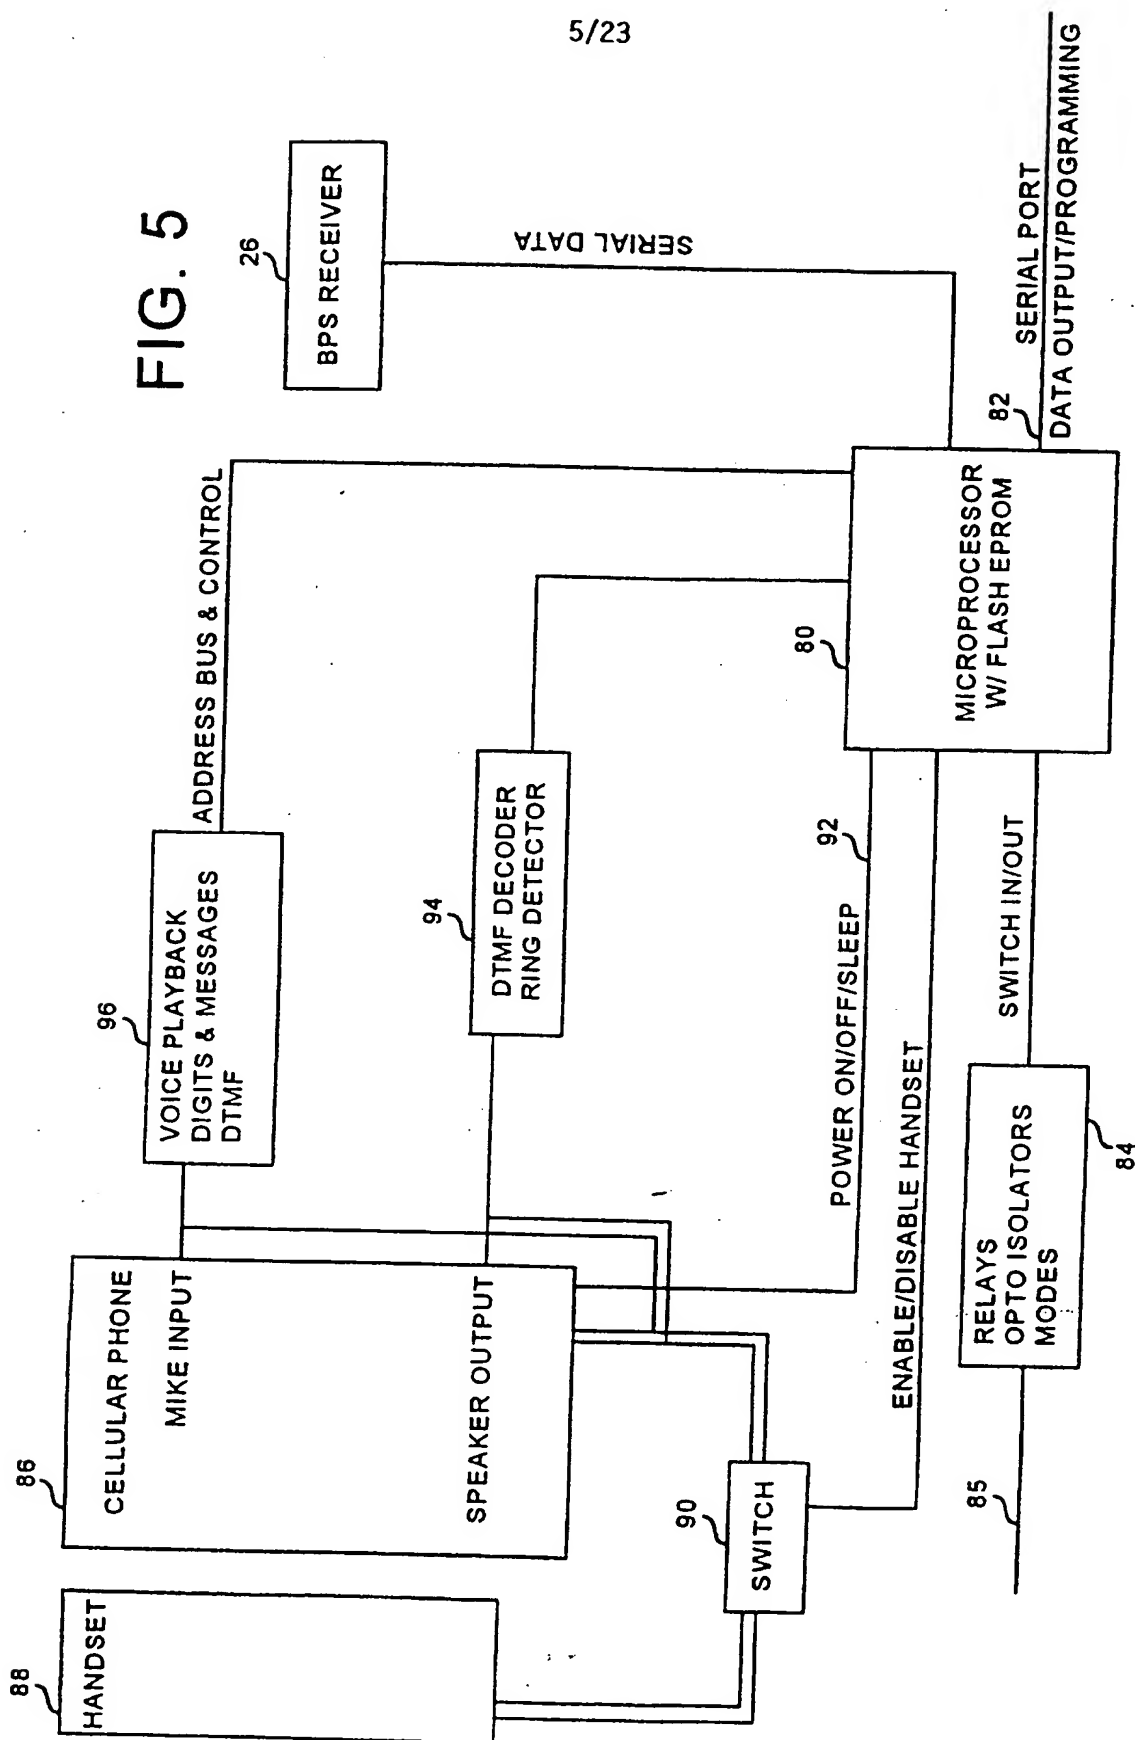 5/23
FIG. 5
88
HANDSET
86
CELLULAR PHONE
MIKE INPUT
SPEAKER OUTPUT
90
SWITCH
96
VOICE PLAYBACK
DIGITS & MESSAGES
DTMF
ADDRESS BUS & CONTROL
94
DTMF DECODER
RING DETECTOR
26
BPS RECEIVER
SERIAL DATA
POWER ON/OFF/SLEEP
92
ENABLE/DISABLE HANDSET
80
MICROPROCESSOR
W/ FLASH EPROM
82
SERIAL PORT
DATA OUTPUT/PROGRAMMING
85
RELAYS
OPTO ISOLATORS
MODES
84
SWITCH IN/OUT